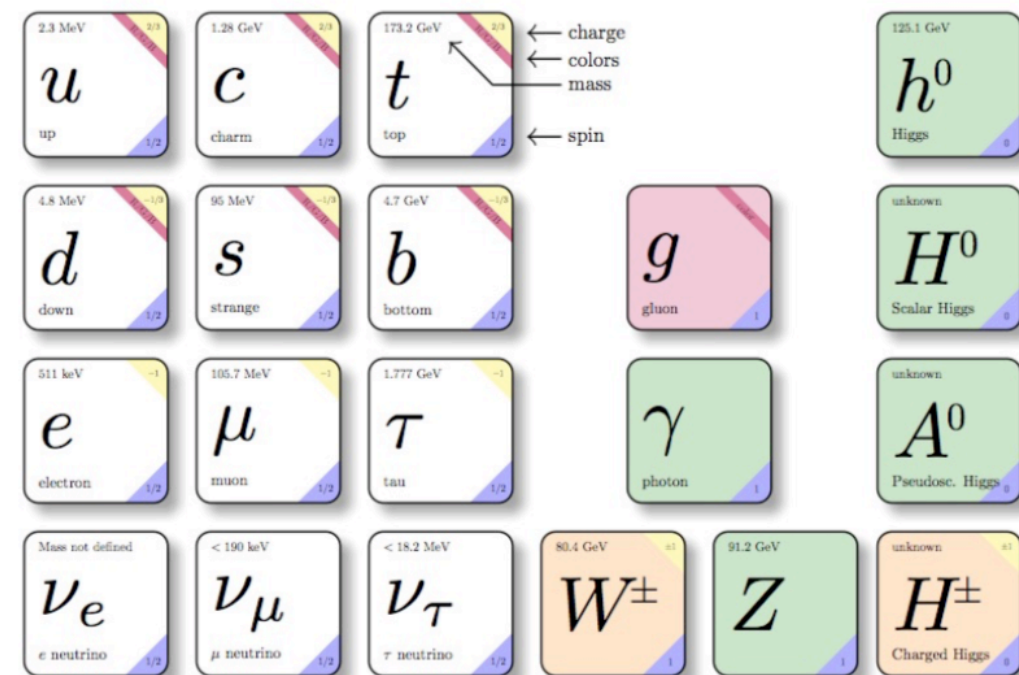 2.3 MeV 2/3
R/G/B
u
up 1/2
1.28 GeV 2/3
R/G/B
c
charm 1/2
173.2 GeV 2/3
R/G/B
t
top 1/2
charge
colors
mass
spin
125.1 GeV
h⁰
Higgs 0
4.8 MeV −1/3
R/G/B
d
down 1/2
95 MeV −1/3
R/G/B
s
strange 1/2
4.7 GeV −1/3
R/G/B
b
bottom 1/2
color
g
gluon 1
unknown
H⁰
Scalar Higgs 0
511 keV −1
e
electron 1/2
105.7 MeV −1
μ
muon 1/2
1.777 GeV −1
τ
tau 1/2
γ
photon 1
unknown
A⁰
Pseudosc. Higgs 0
Mass not defined
νe
e neutrino 1/2
< 190 keV
νμ
μ neutrino 1/2
< 18.2 MeV
ντ
τ neutrino 1/2
80.4 GeV ±1
W±
1
91.2 GeV
Z
1
unknown ±1
H±
Charged Higgs 0